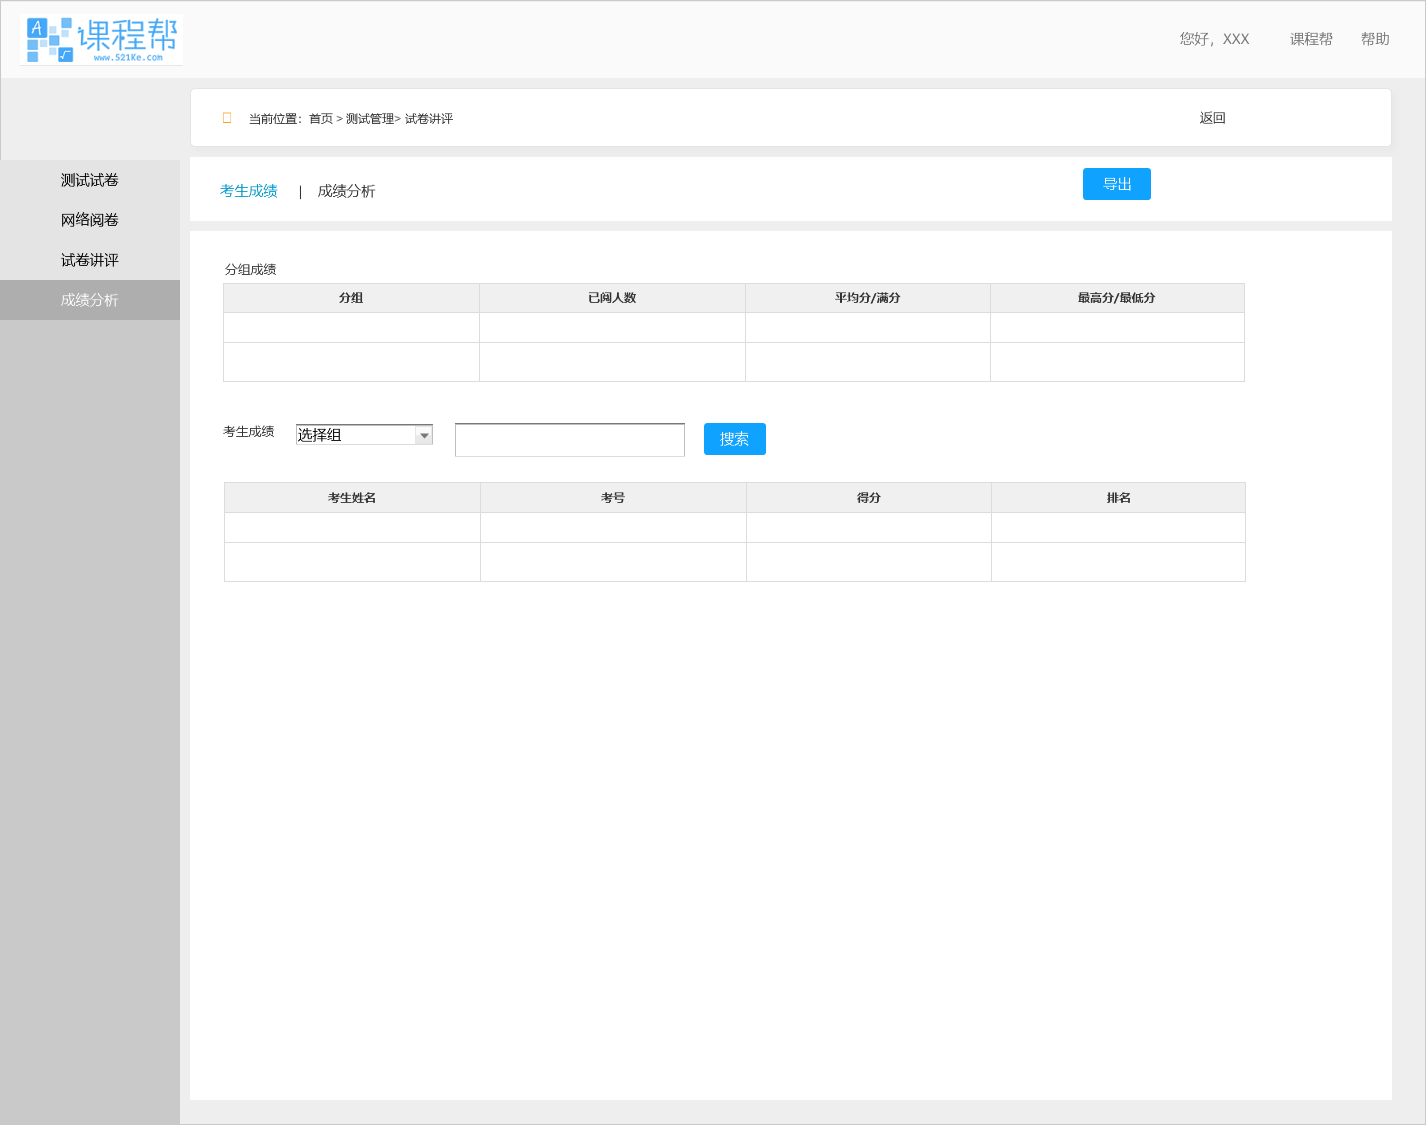 A 课程帮
√ www.521Ke.com
您好，XXX 课程帮 帮助
当前位置：首页 > 测试管理> 试卷讲评 返回
测试试卷
网络阅卷
试卷讲评
成绩分析
考生成绩 | 成绩分析 导出
分组成绩
分组 已阅人数 平均分/满分 最高分/最低分
考生成绩 选择组 搜索
考生姓名 考号 得分 排名